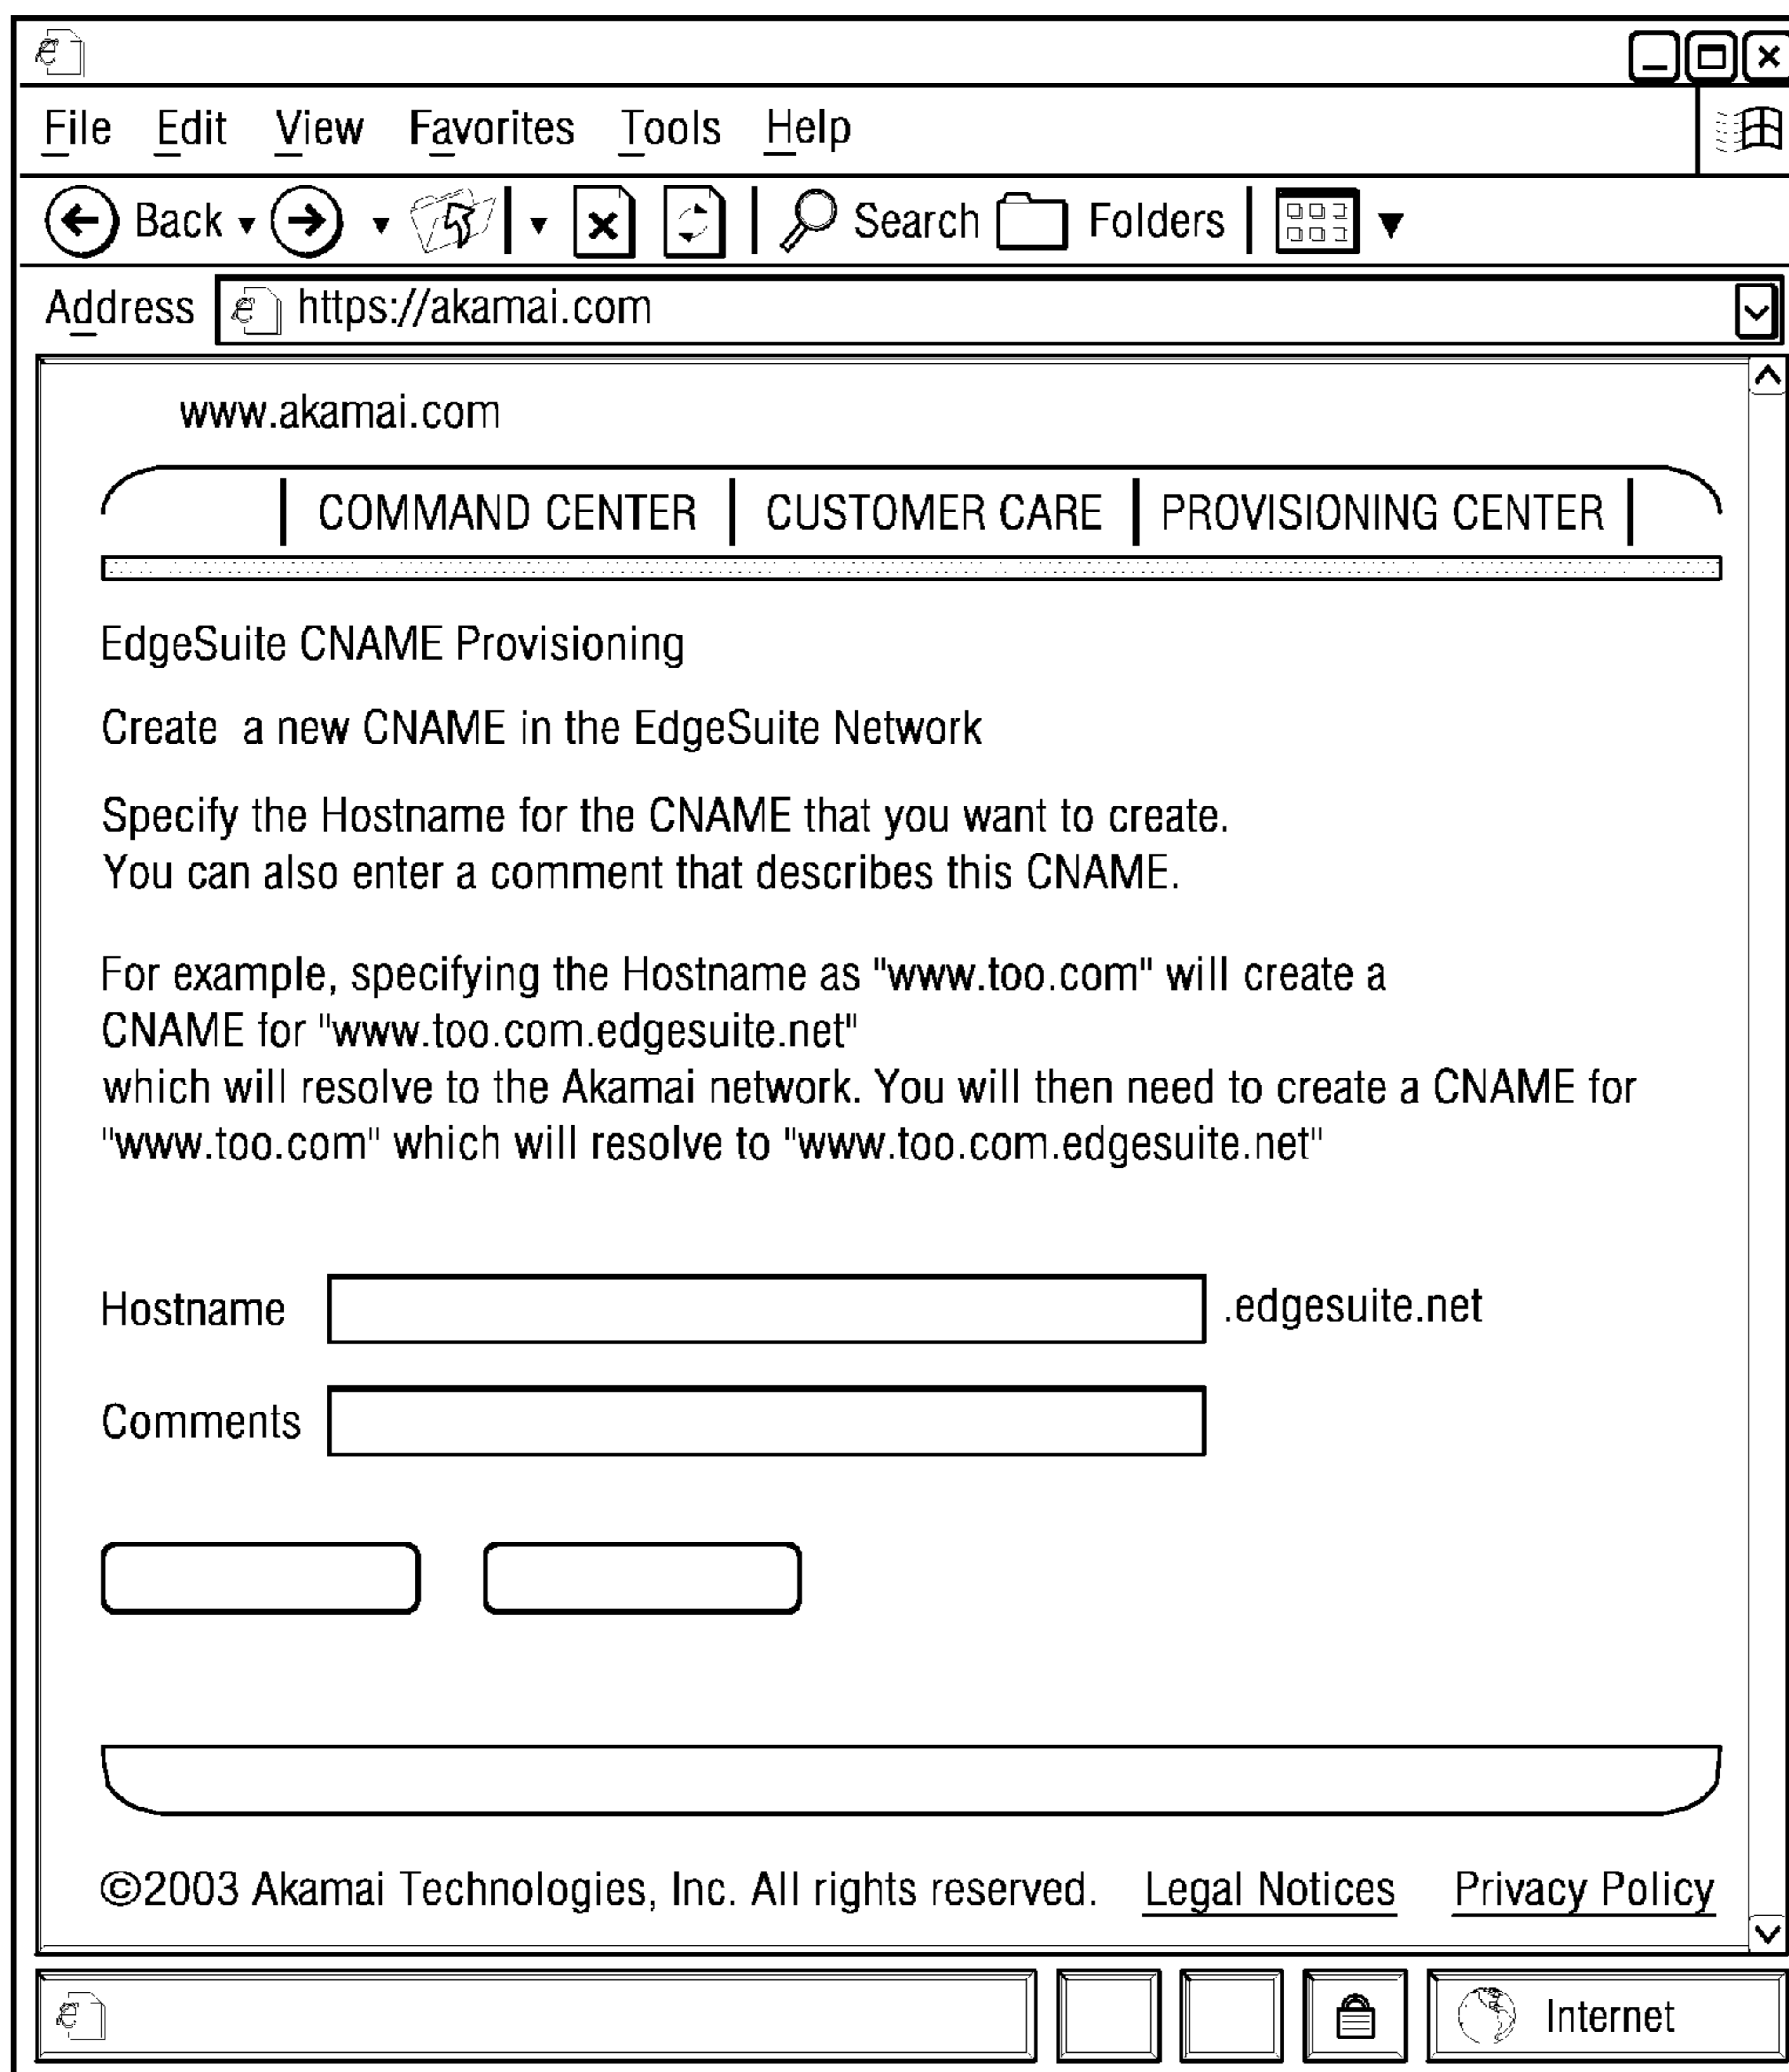 File Edit View Favorites Tools Help
Back Search Folders
Address https://akamai.com
www.akamai.com
COMMAND CENTER CUSTOMER CARE PROVISIONING CENTER
EdgeSuite CNAME Provisioning
Create a new CNAME in the EdgeSuite Network
Specify the Hostname for the CNAME that you want to create.
You can also enter a comment that describes this CNAME.
For example, specifying the Hostname as "www.too.com" will create a
CNAME for "www.too.com.edgesuite.net"
which will resolve to the Akamai network. You will then need to create a CNAME for
"www.too.com" which will resolve to "www.too.com.edgesuite.net"
Hostname .edgesuite.net
Comments
©2003 Akamai Technologies, Inc. All rights reserved. Legal Notices Privacy Policy
Internet